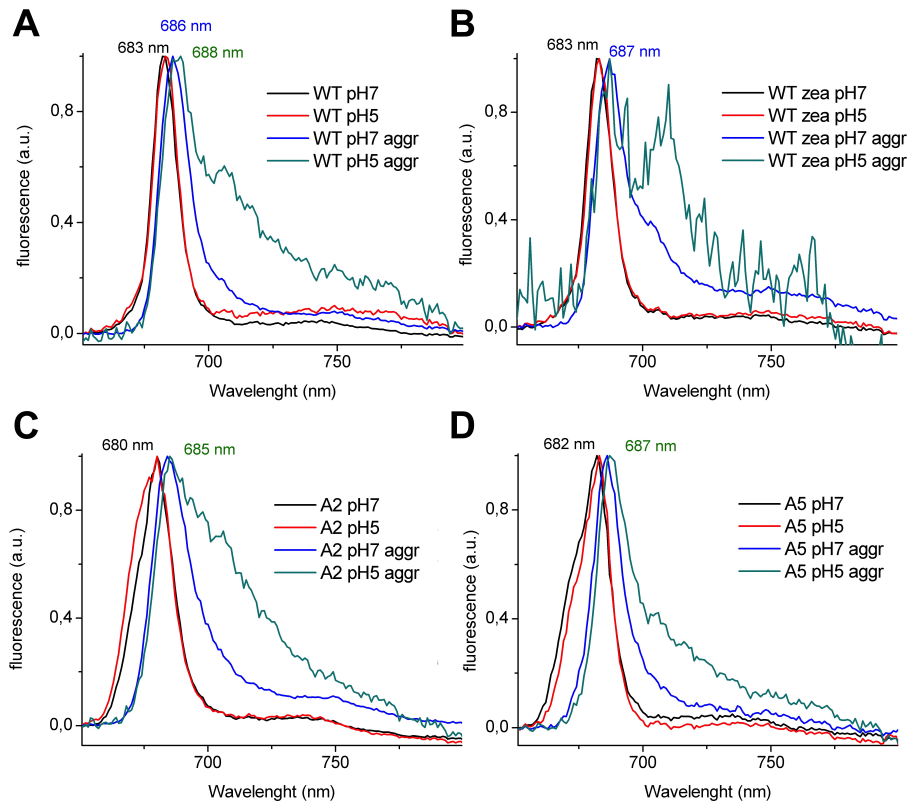 A
686 nm
683 nm
688 nm
WT pH7
WT pH5
WT pH7 aggr
WT pH5 aggr
0,8
0,4
0,0
fluorescence (a.u.)
700
750
Wavelenght (nm)
B
683 nm
687 nm
WT zea pH7
WT zea pH5
WT zea pH7 aggr
WT zea pH5 aggr
0,8
0,4
0,0
fluorescence (a.u.)
700
750
Wavelenght (nm)
C
680 nm
685 nm
A2 pH7
A2 pH5
A2 pH7 aggr
A2 pH5 aggr
0,8
0,4
0,0
fluorescence (a.u.)
700
750
Wavelenght (nm)
D
682 nm
687 nm
A5 pH7
A5 pH5
A5 pH7 aggr
A5 pH5 aggr
0,8
0,4
0,0
fluorescence (a.u.)
700
750
Wavelenght (nm)